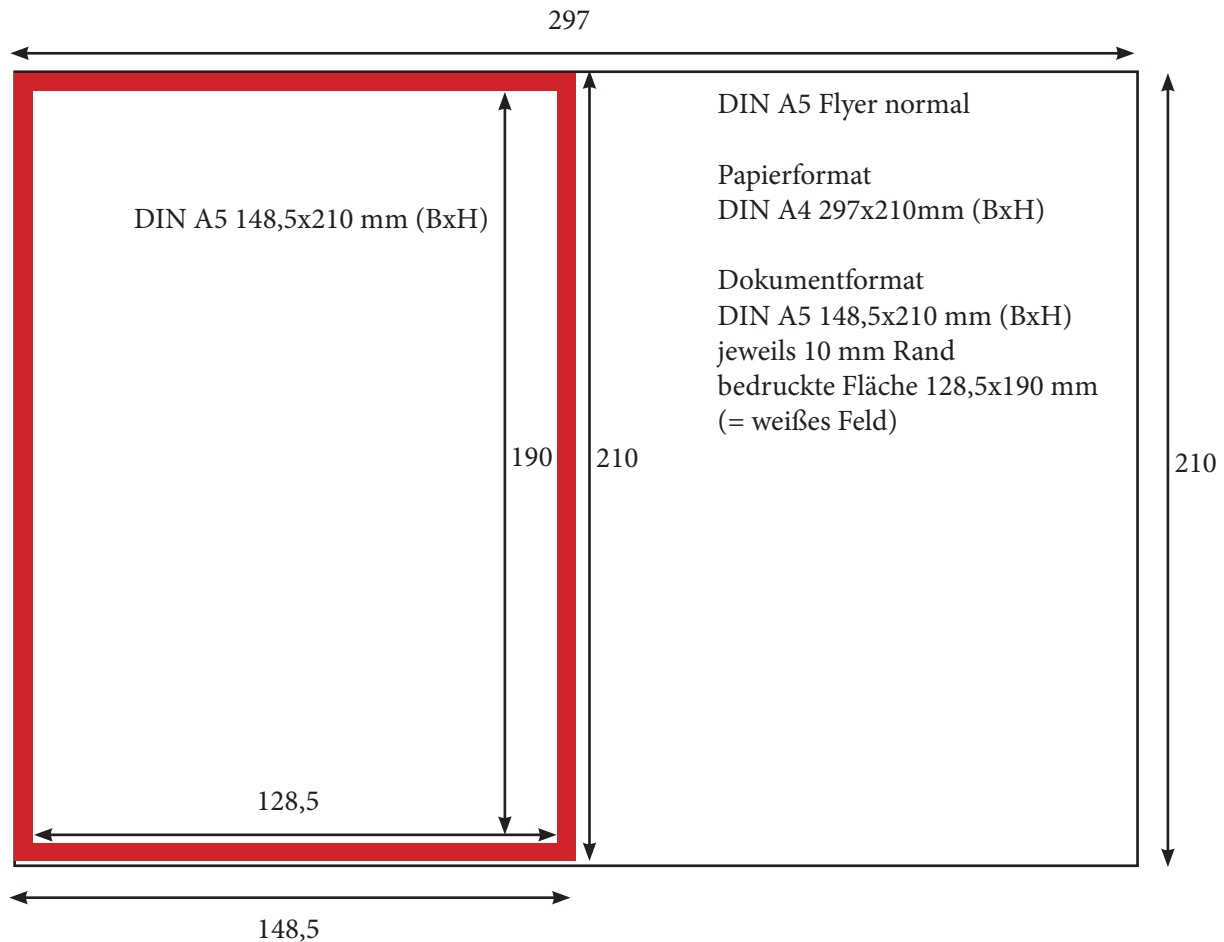 297
DIN A5 Flyer normal
Papierformat
DIN A4 297x210mm (BxH)
Dokumentformat
DIN A5 148,5x210 mm (BxH)
jeweils 10 mm Rand
bedruckte Fläche 128,5x190 mm
(= weißes Feld)
DIN A5 148,5x210 mm (BxH)
190
210
210
128,5
148,5